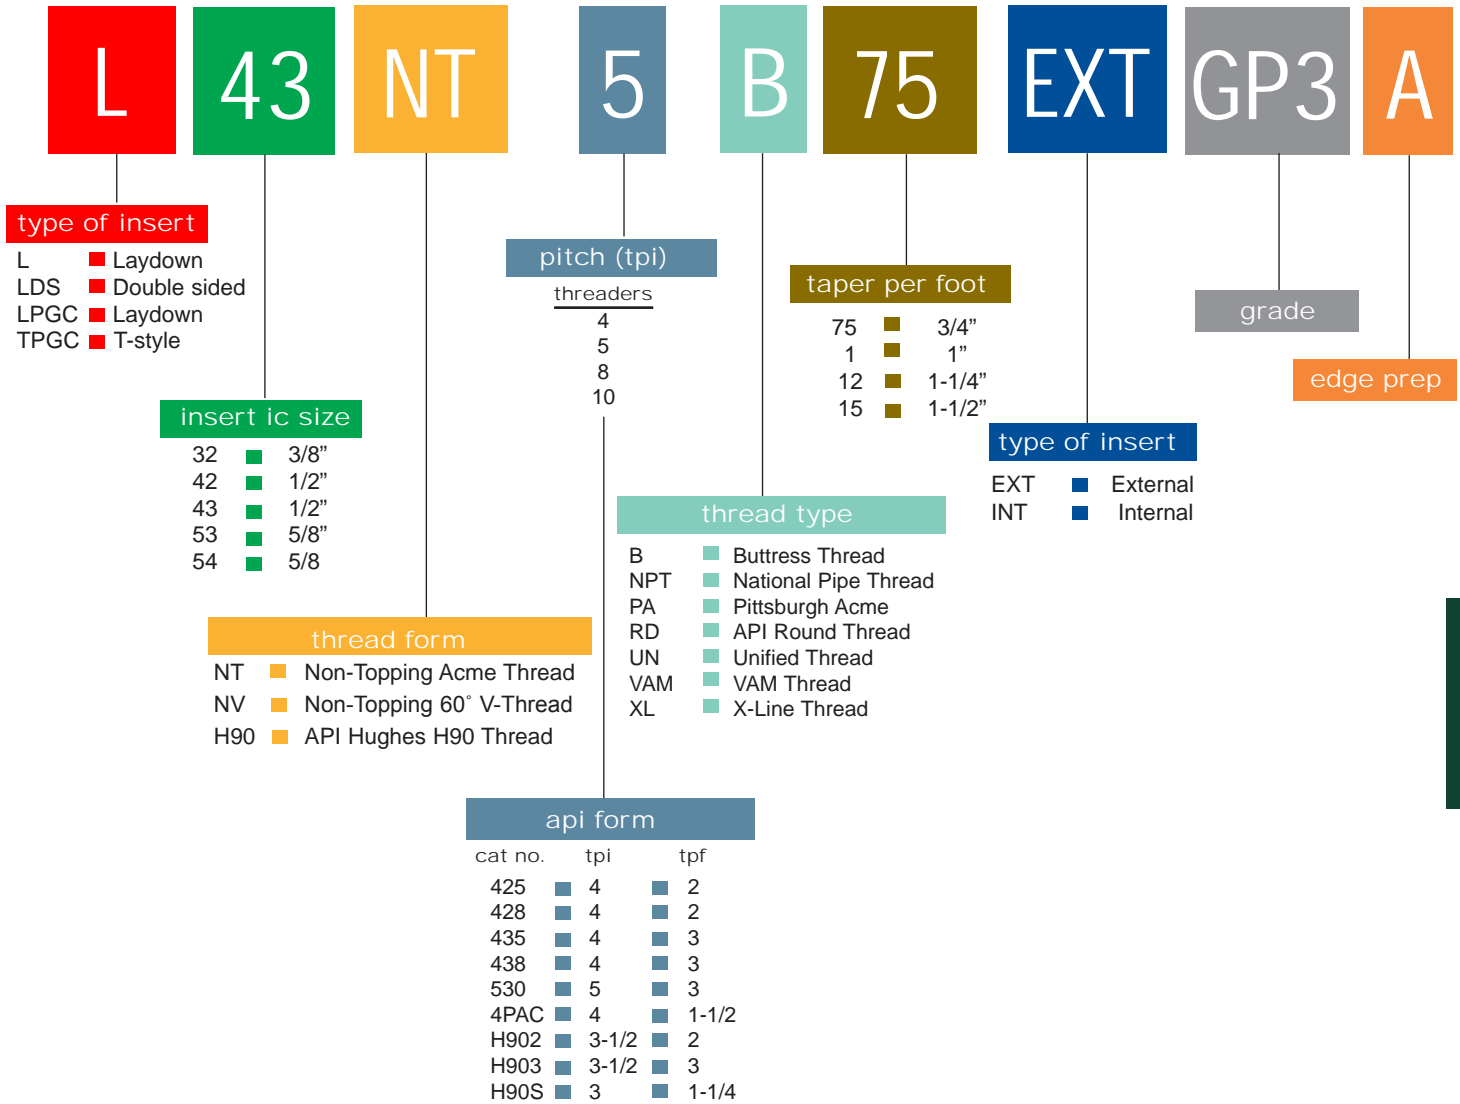 L 43 NT 5 B 75 EXT GP3 A
type of insert
L Laydown
LDS Double sided
LPGC Laydown
TPGC T-style
insert ic size
32 3/8”
42 1/2”
43 1/2”
53 5/8”
54 5/8
thread form
NT Non-Topping Acme Thread
NV Non-Topping 60° V-Thread
H90 API Hughes H90 Thread
pitch (tpi)
threaders
4
5
8
10
api form
cat no. tpi tpf
425 4 2
428 4 2
435 4 3
438 4 3
530 5 3
4PAC 4 1-1/2
H902 3-1/2 2
H903 3-1/2 3
H90S 3 1-1/4
thread type
B Buttress Thread
NPT National Pipe Thread
PA Pittsburgh Acme
RD API Round Thread
UN Unified Thread
VAM VAM Thread
XL X-Line Thread
taper per foot
75 3/4”
1 1”
12 1-1/4”
15 1-1/2”
type of insert
EXT External
INT Internal
grade
edge prep